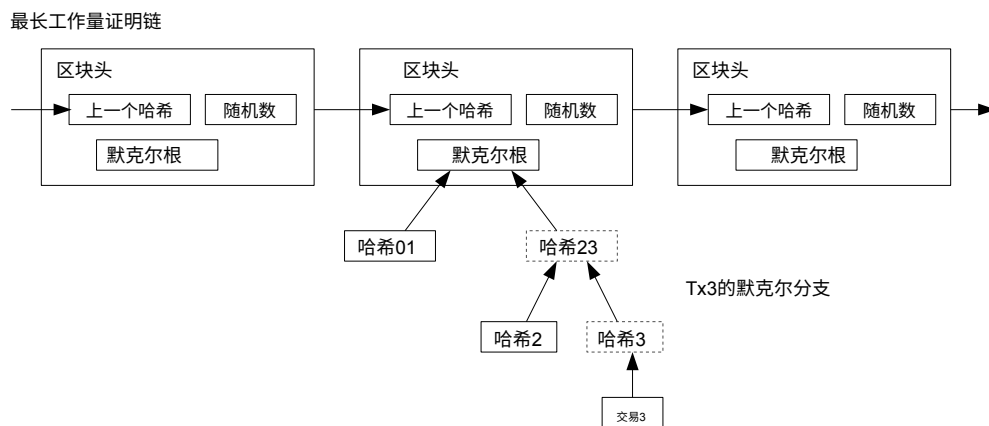 最长工作量证明链
区块头 区块头 区块头
上一个哈希 随机数 上一个哈希 随机数 上一个哈希 随机数
默克尔根 默克尔根 默克尔根
哈希01 哈希23
Tx3的默克尔分支
哈希2 哈希3
交易3